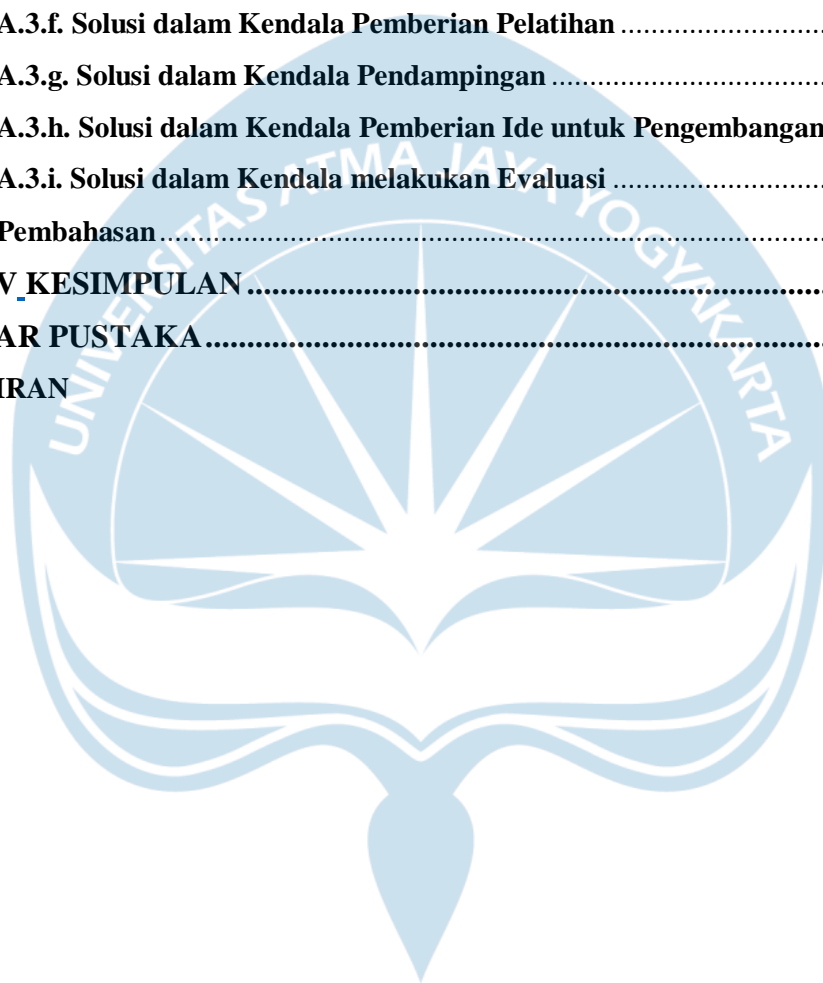 A.3.f. Solusi dalam Kendala Pemberian Pelatihan ..........................
A.3.g. Solusi dalam Kendala Pendampingan ..................................
A.3.h. Solusi dalam Kendala Pemberian Ide untuk Pengembangan
A.3.i. Solusi dalam Kendala melakukan Evaluasi ...........................
Pembahasan ................................................................................
V KESIMPULAN .........................................................................
AR PUSTAKA .............................................................................
IRAN
UNIVERSITAS ATMA JAYA YOGYAKARTA